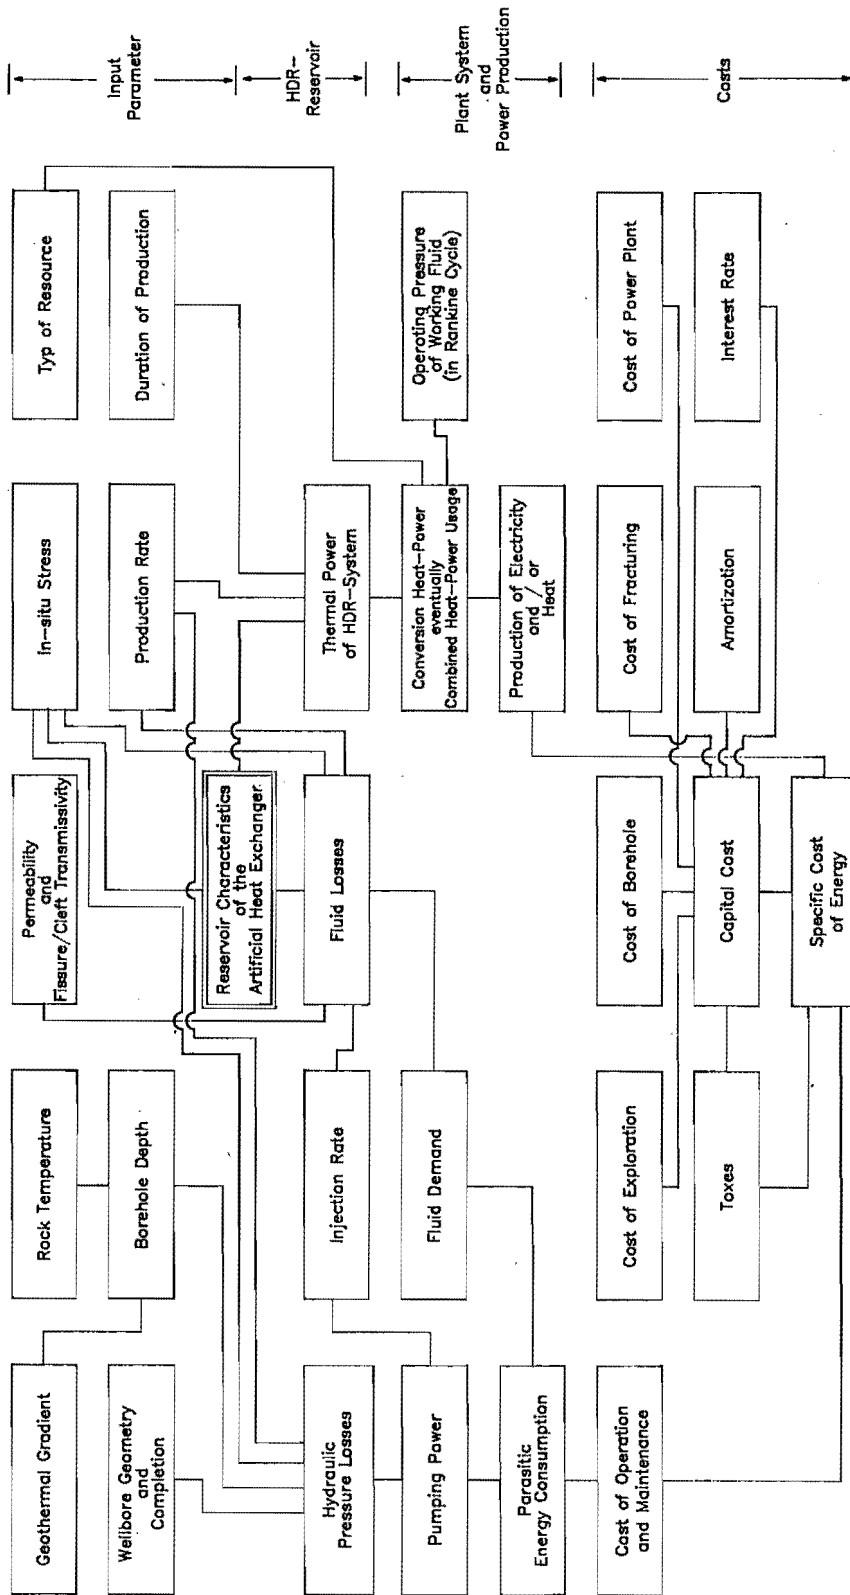 Geothermal Gradient
Rock Temperature
Permeability
and
Fissure/Cleft Transmissivity
In-situ Stress
Typ of Resource
Input
Parameter
Wellbore Geometry
and
Completion
Borehole Depth
Production Rate
Duration of Production
Reservoir Characteristics
of the
Artificial Heat Exchanger
HDR-
Reservoir
Hydraulic
Pressure Losses
Injection Rate
Fluid Losses
Thermal Power
of HDR-System
Pumping Power
Fluid Demand
Conversion Heat-Power
eventually
Combined Heat-Power Usage
Operating Pressure
of Working Fluid
(in Rankine Cycle)
Plant System
and
Power Production
Parasitic
Energy Consumption
Production of Electricity
and / or
Heat
Cost of Operation
and Maintenance
Cost of Exploration
Cost of Borehole
Cost of Fracturing
Cost of Power Plant
Costs
Taxes
Capital Cost
Amortization
Interest Rate
Specific Cost
of Energy